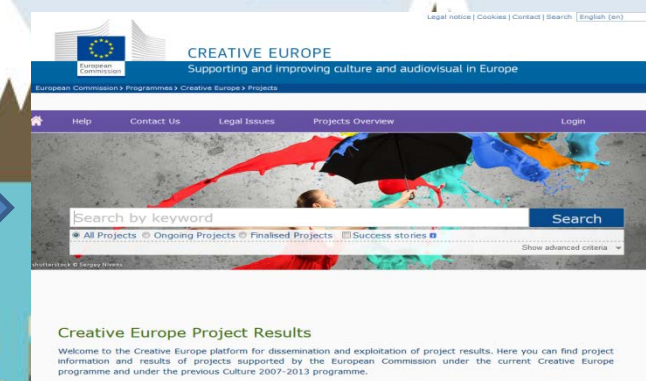 Legal notice | Cookies | Contact | Search English (en)
European
Commission
CREATIVE EUROPE
Supporting and improving culture and audiovisual in Europe
European Commission > Programmes > Creative Europe > Projects
Help Contact Us Legal Issues Projects Overview Login
Search by keyword Search
All Projects Ongoing Projects Finalised Projects Success stories
Show advanced criteria
shutterstock © Sergey Nivens
Creative Europe Project Results
Welcome to the Creative Europe platform for dissemination and exploitation of project results. Here you can find project
information and results of projects supported by the European Commission under the current Creative Europe
programme and under the previous Culture 2007-2013 programme.